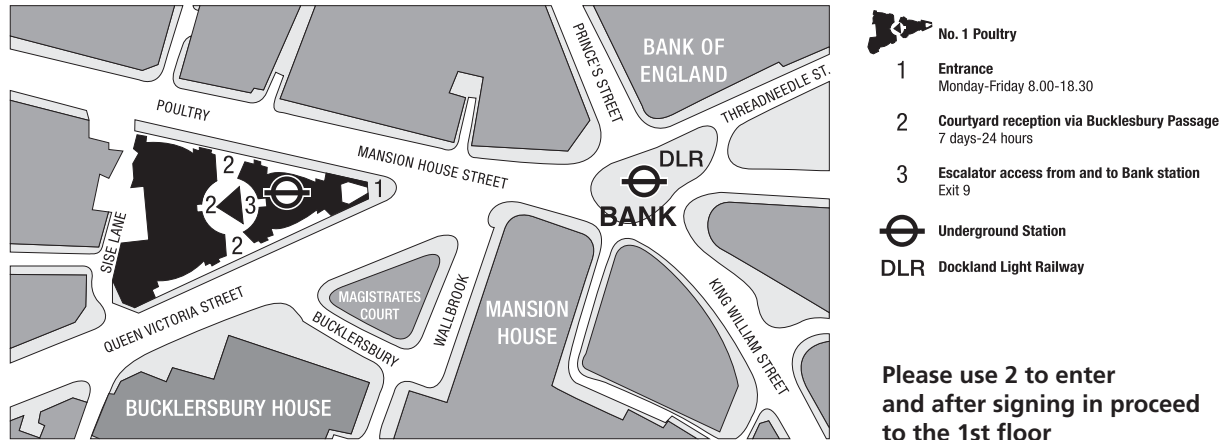 BANK OF
ENGLAND
PRINCE'S STREET
THREADNEEDLE ST.
POULTRY
MANSION HOUSE STREET
DLR
BANK
2
1
2
3
2
SISE LANE
QUEEN VICTORIA STREET
MAGISTRATES
COURT
BUCKLERSBURY
WALLBROOK
MANSION
HOUSE
KING WILLIAM STREET
BUCKLERSBURY HOUSE
No. 1 Poultry
1 Entrance
Monday-Friday 8.00-18.30
2 Courtyard reception via Bucklesbury Passage
7 days-24 hours
3 Escalator access from and to Bank station
Exit 9
Underground Station
DLR Dockland Light Railway
Please use 2 to enter
and after signing in proceed
to the 1st floor